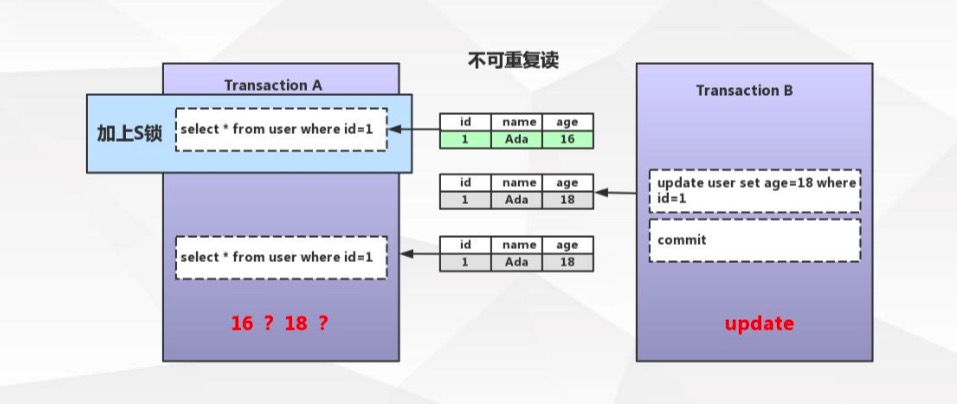 不可重复读
Transaction A
加上S锁
select * from user where id=1
id name age
1 Ada 16
Transaction B
id name age
1 Ada 18
update user set age=18 where
id=1
commit
select * from user where id=1
id name age
1 Ada 18
16 ? 18 ?
update